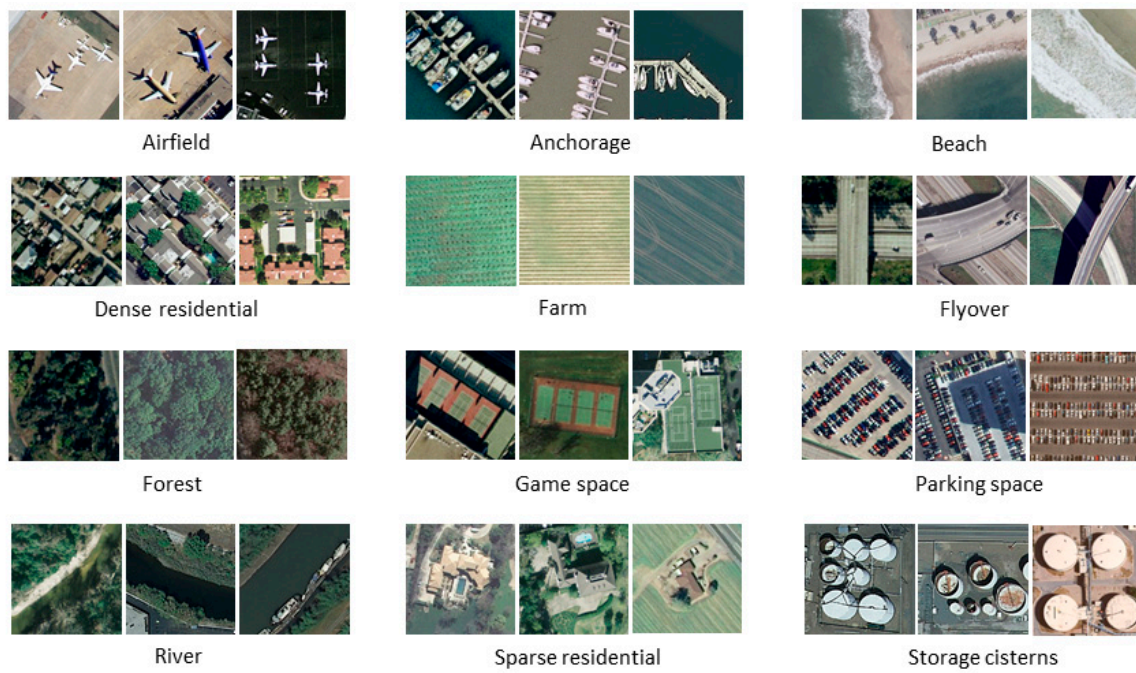 Airfield
Anchorage
Beach
Dense residential
Farm
Flyover
Forest
Game space
Parking space
River
Sparse residential
Storage cisterns